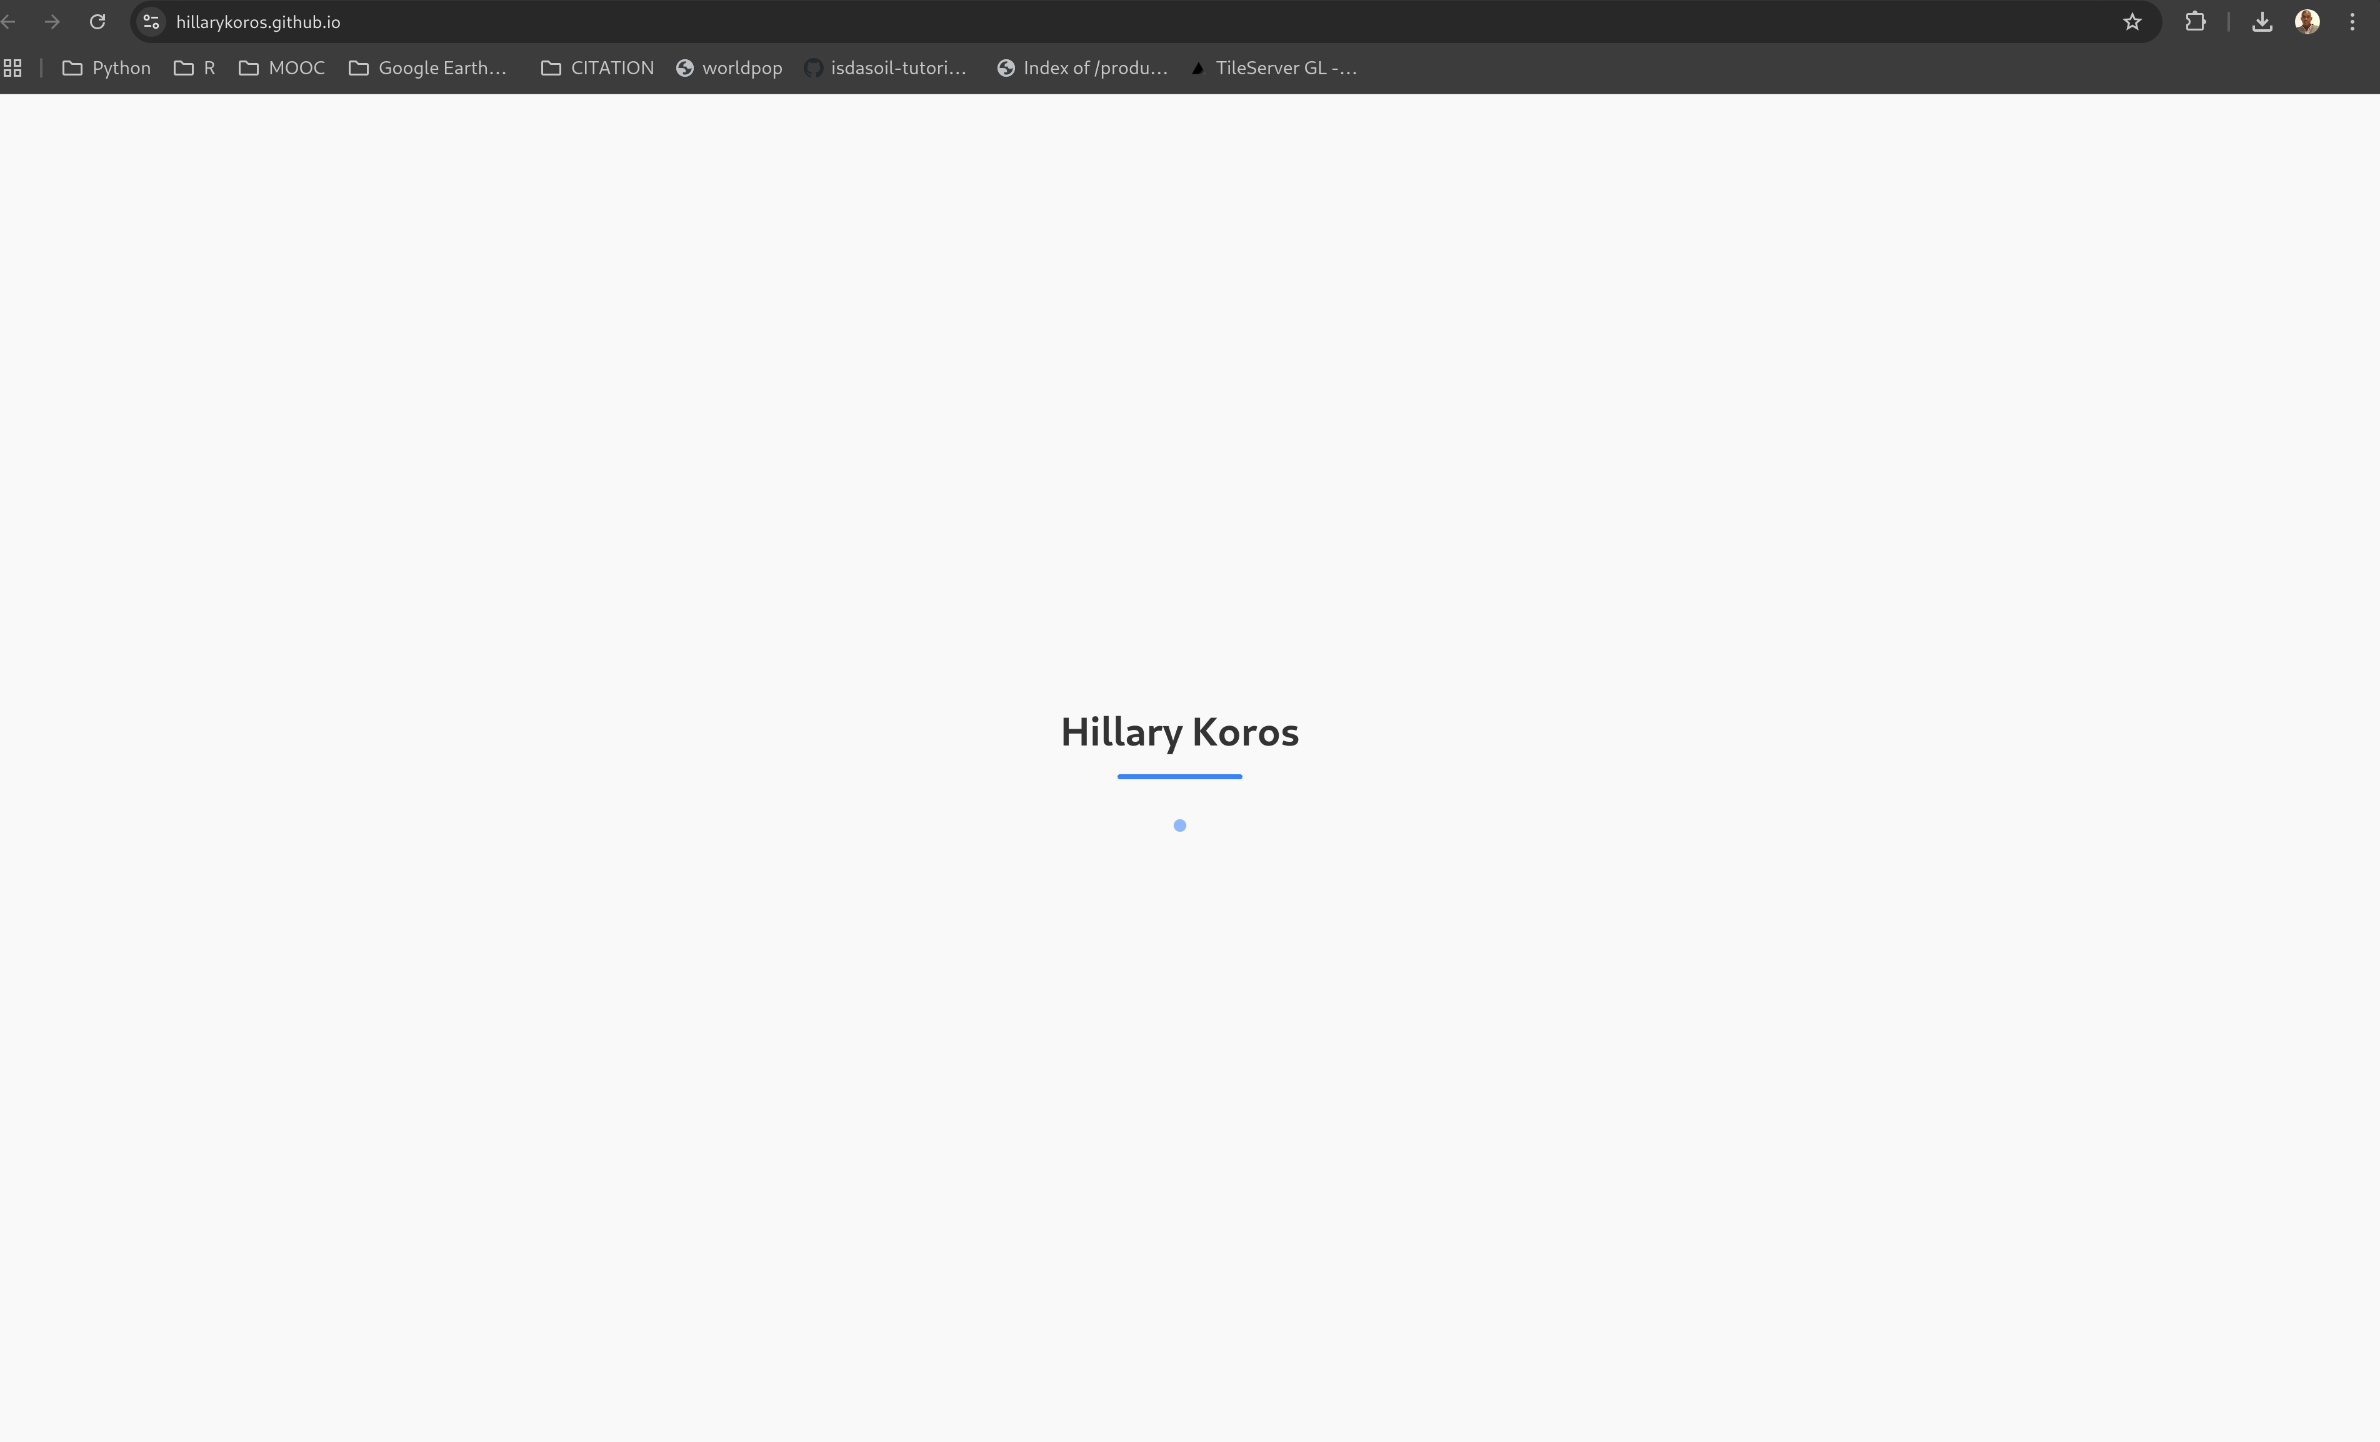 hillarykoros.github.io
Python R MOOC Google Earth... CITATION worldpop isdasoil-tutori... Index of /produ... TileServer GL -...
Hillary Koros